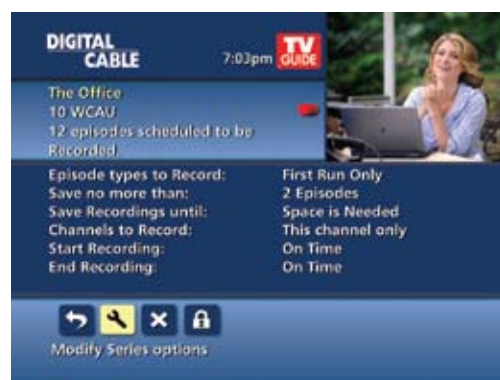 DIGITAL
CABLE
7:03pm
TV
GUIDE
The Office
10 WCAU
12 episodes scheduled to be
Recorded.
Episode types to Record: First Run Only
Save no more than: 2 Episodes
Save Recordings until: Space is Needed
Channels to Record: This channel only
Start Recording: On Time
End Recording: On Time
Modify Series options